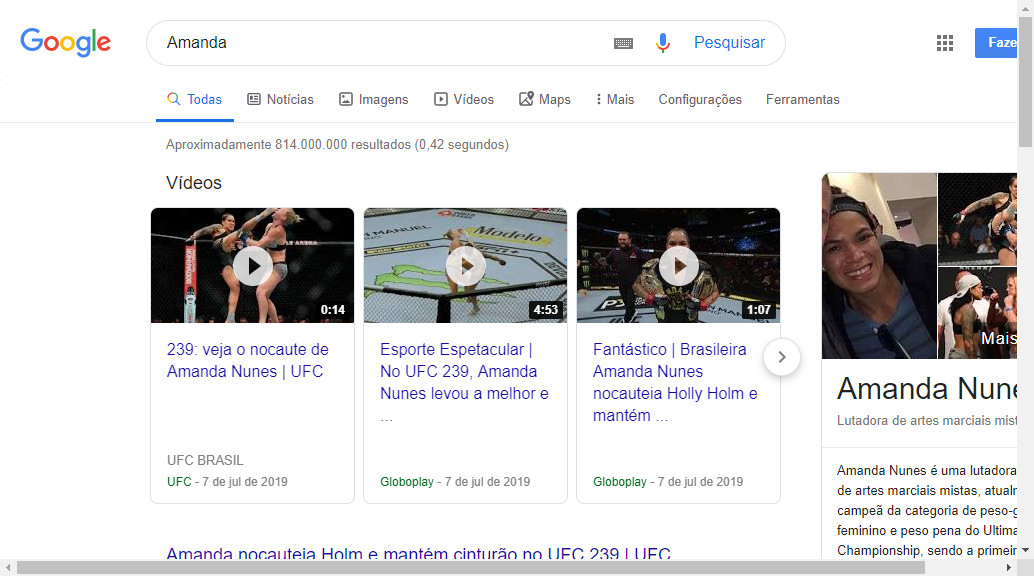 Google
Amanda
Pesquisar
Faze
Todas
Notícias
Imagens
Vídeos
Maps
Mais
Configurações
Ferramentas
Aproximadamente 814.000.000 resultados (0,42 segundos)
Vídeos
0:14
239: veja o nocaute de
Amanda Nunes | UFC
UFC BRASIL
UFC - 7 de jul de 2019
Modelo
4:53
Esporte Espetacular |
No UFC 239, Amanda
Nunes levou a melhor e
...
Globoplay - 7 de jul de 2019
1:07
Fantástico | Brasileira
Amanda Nunes
nocauteia Holly Holm e
mantém ...
Globoplay - 7 de jul de 2019
Amanda nocauteia Holm e mantém cinturão no UFC 239 | UFC
Mais
Amanda Nune
Lutadora de artes marciais mist
Amanda Nunes é uma lutadora
de artes marciais mistas, atualm
campeã da categoria de peso-g
feminino e peso pena do Ultima
Championship, sendo a primeir